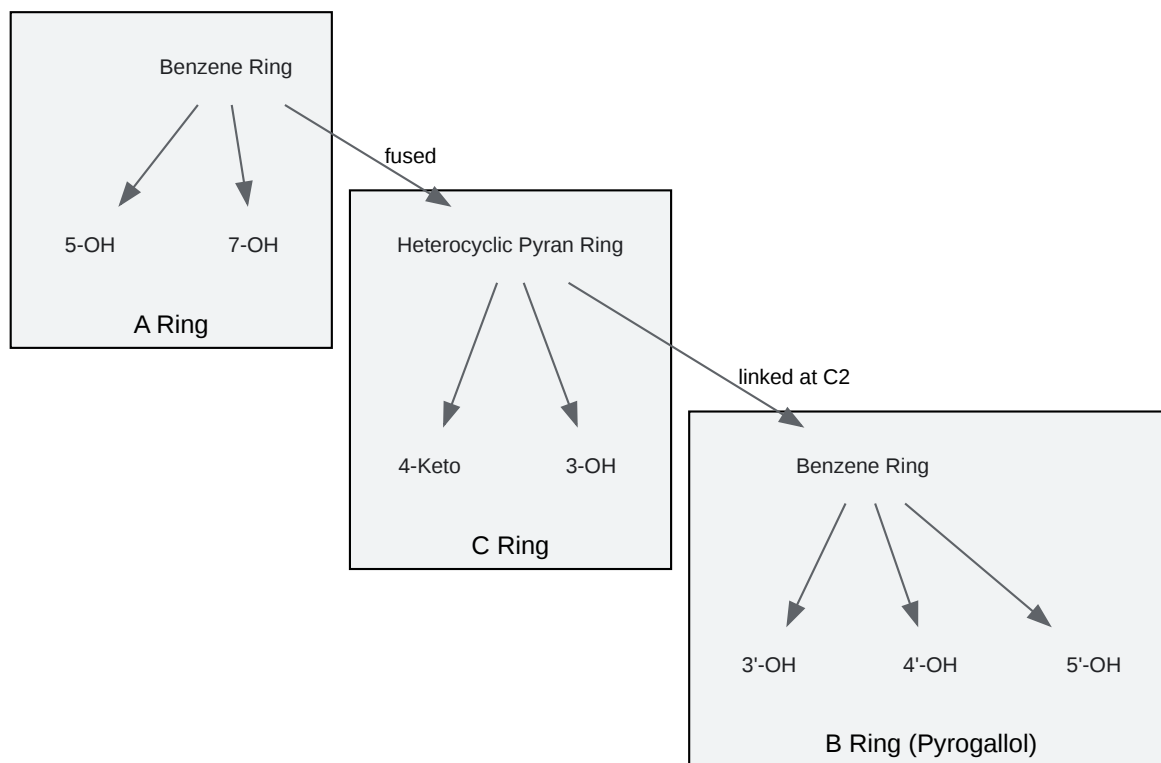 Benzene Ring
fused
5-OH
7-OH
Heterocyclic Pyran Ring
A Ring
linked at C2
4-Keto
3-OH
Benzene Ring
C Ring
3'-OH
4'-OH
5'-OH
B Ring (Pyrogallol)